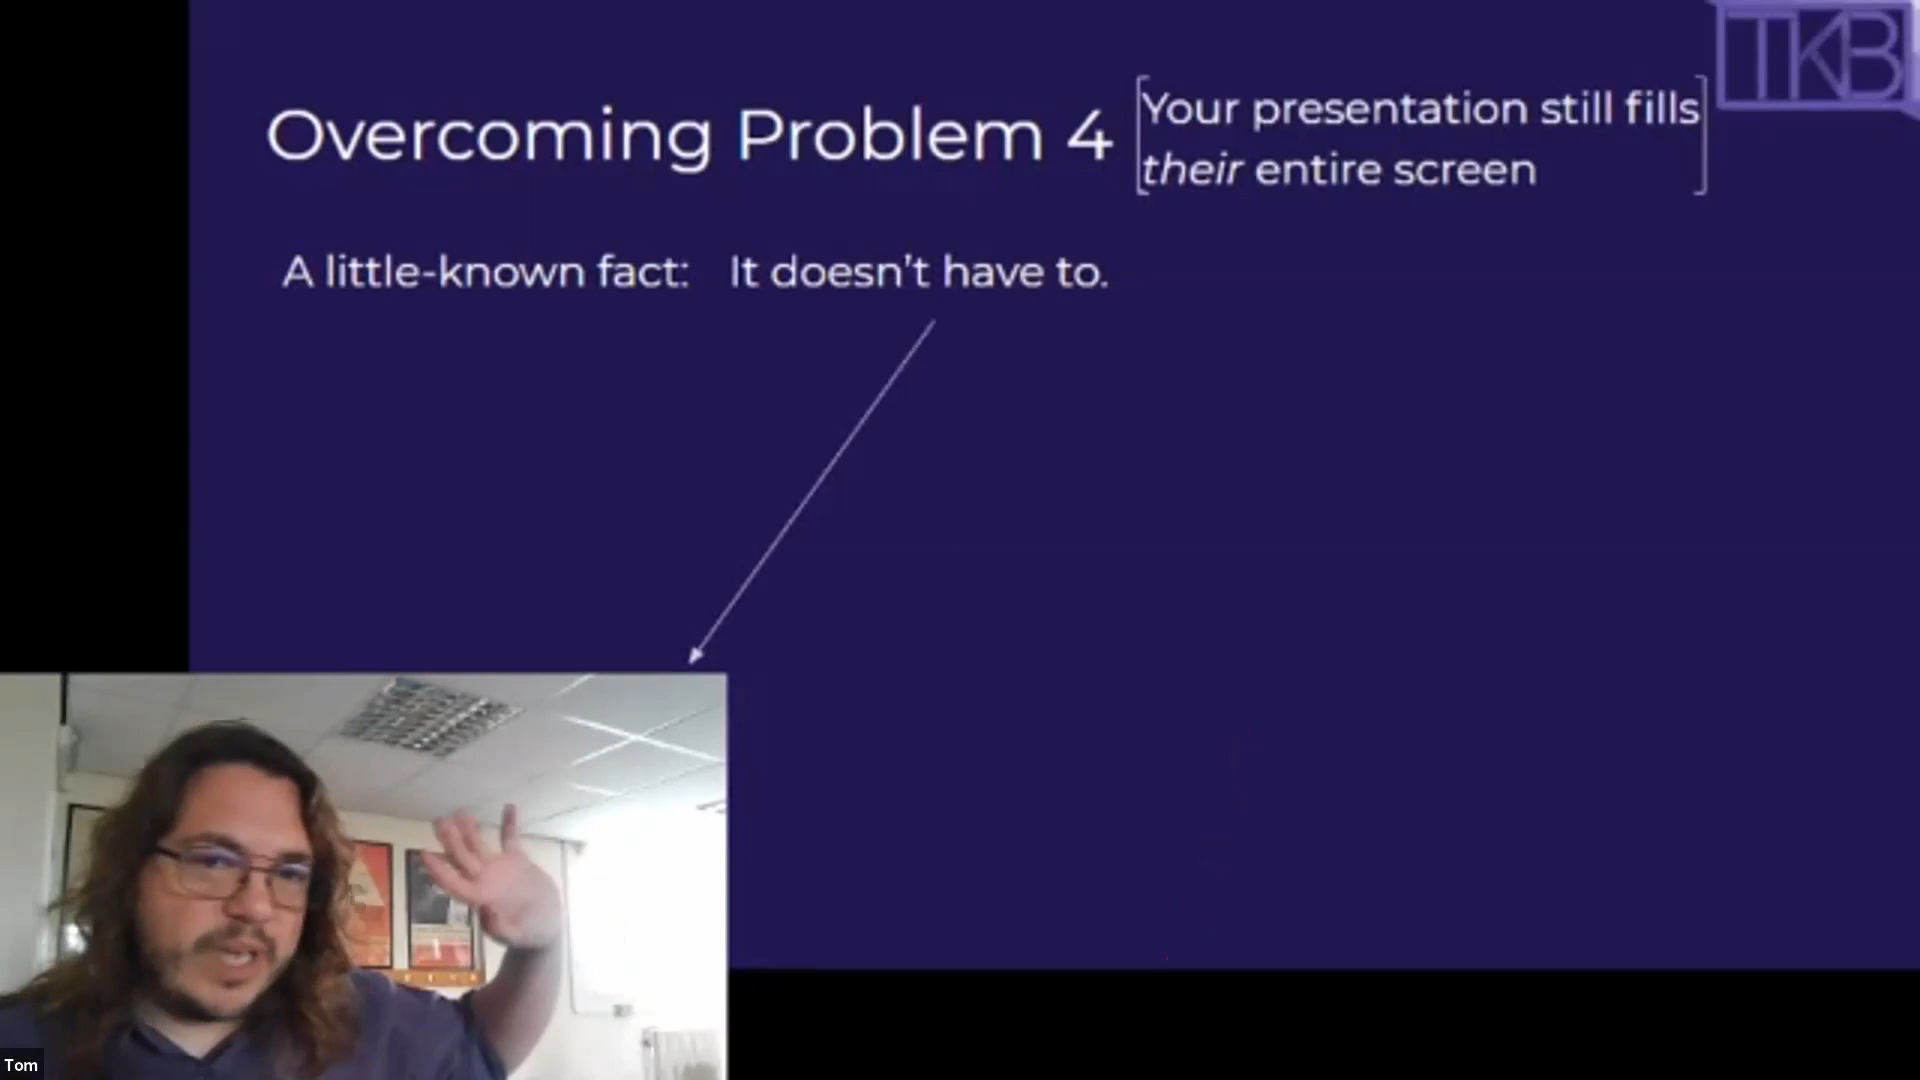 TKB
Overcoming Problem 4
Your presentation still fills
their entire screen
A little-known fact: It doesn't have to.
Tom